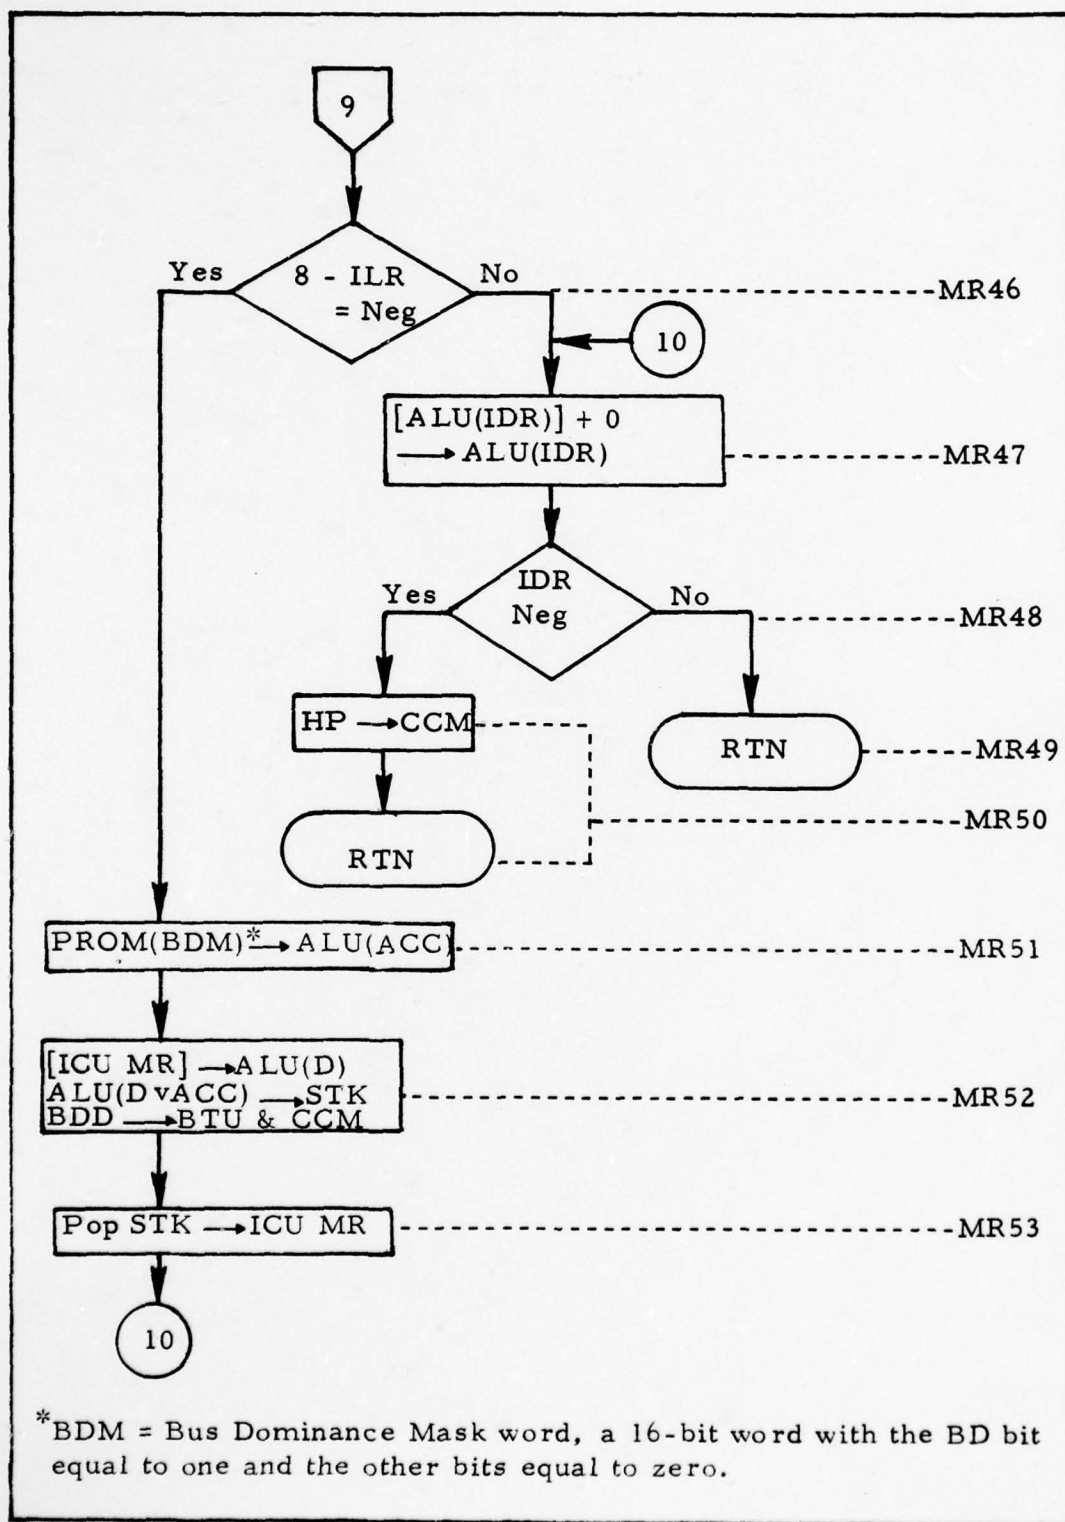 9
Yes
8 - ILR
= Neg
No
MR46
10
[ALU(IDR)] + 0
⟶ ALU(IDR)
MR47
Yes
IDR
Neg
No
MR48
HP ⟶ CCM
RTN
MR49
MR50
RTN
PROM(BDM)* ⟶ ALU(ACC)
MR51
[ICU MR] ⟶ ALU(D)
ALU(D v ACC) ⟶ STK
BDD ⟶ BTU & CCM
MR52
Pop STK ⟶ ICU MR
MR53
10
*BDM = Bus Dominance Mask word, a 16-bit word with the BD bit
equal to one and the other bits equal to zero.